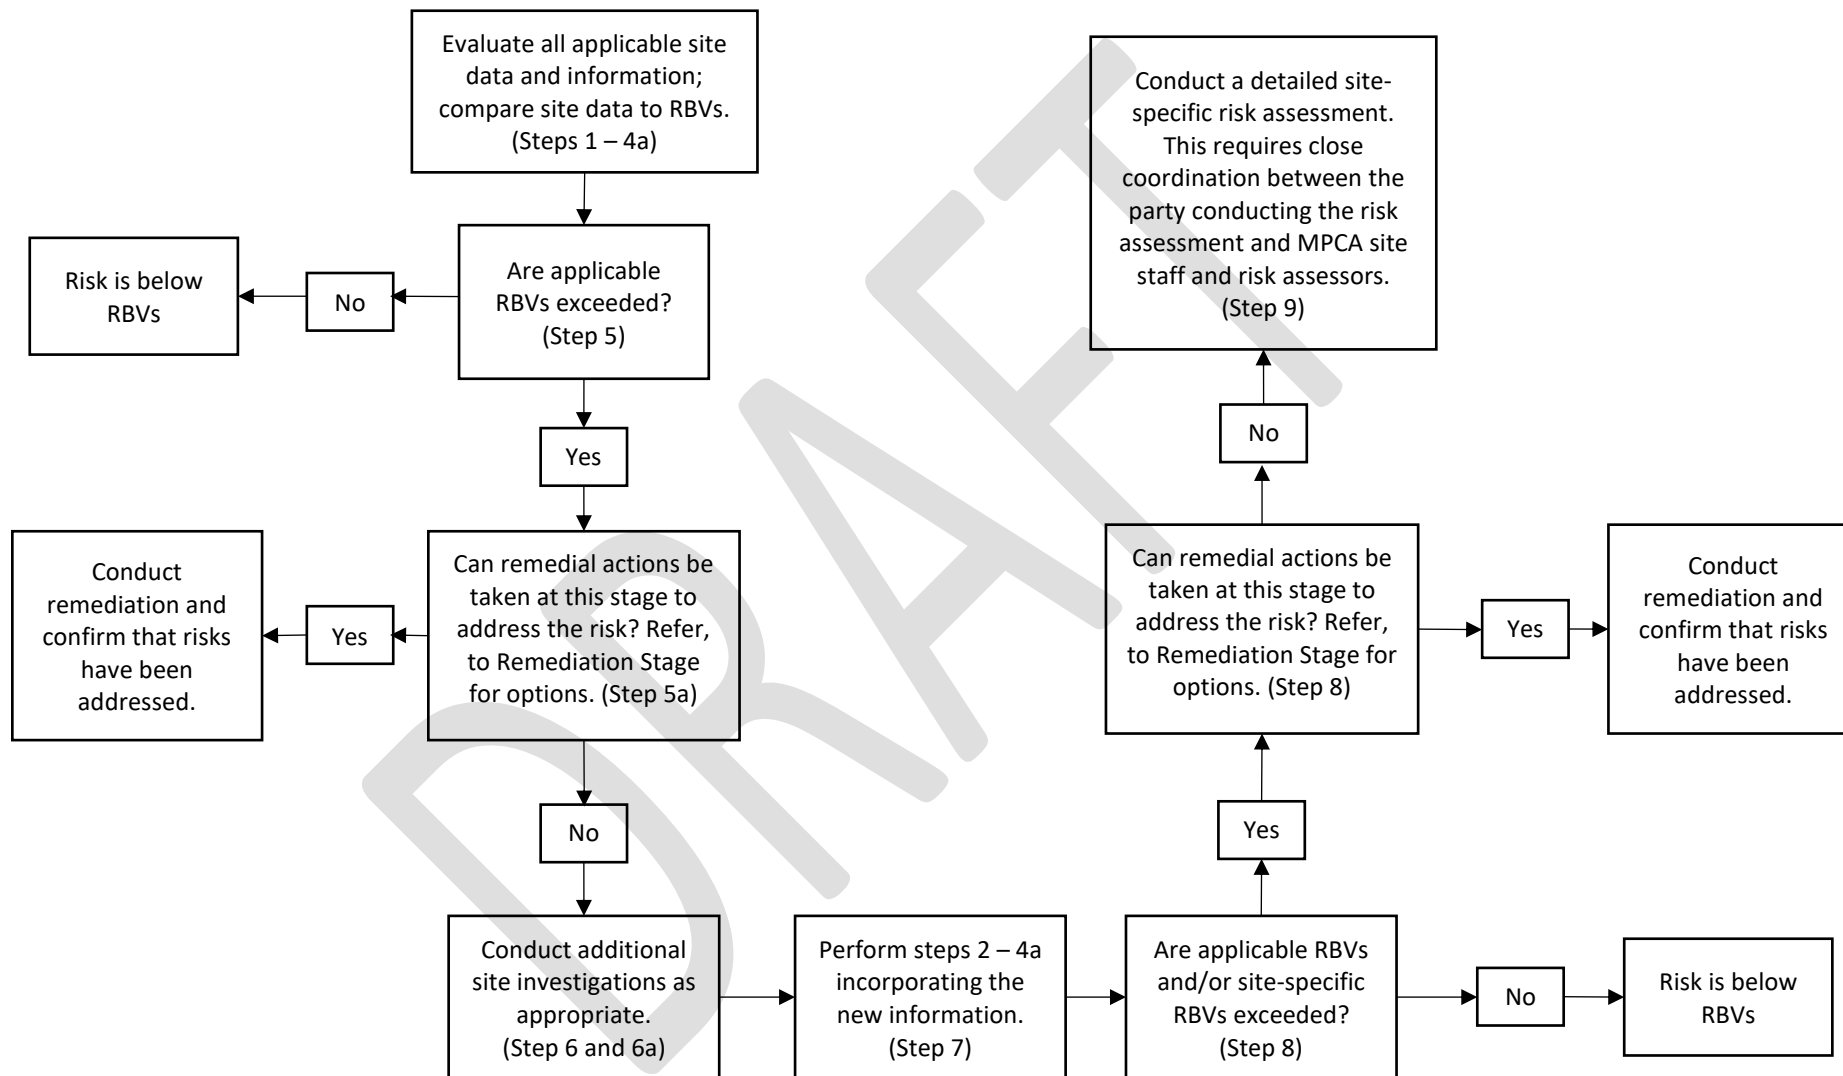 Evaluate all applicable site
data and information;
compare site data to RBVs.
(Steps 1 – 4a)
Are applicable
RBVs exceeded?
(Step 5)
No
Risk is below
RBVs
Yes
Can remedial actions be
taken at this stage to
address the risk? Refer,
to Remediation Stage
for options. (Step 5a)
Yes
Conduct
remediation and
confirm that risks
have been
addressed.
No
Conduct additional
site investigations as
appropriate.
(Step 6 and 6a)
Perform steps 2 – 4a
incorporating the
new information.
(Step 7)
Are applicable RBVs
and/or site-specific
RBVs exceeded?
(Step 8)
No
Risk is below
RBVs
Yes
Can remedial actions be
taken at this stage to
address the risk? Refer,
to Remediation Stage for
options. (Step 8)
Yes
Conduct
remediation and
confirm that risks
have been
addressed.
No
Conduct a detailed site-
specific risk assessment.
This requires close
coordination between the
party conducting the risk
assessment and MPCA site
staff and risk assessors.
(Step 9)
DRAFT